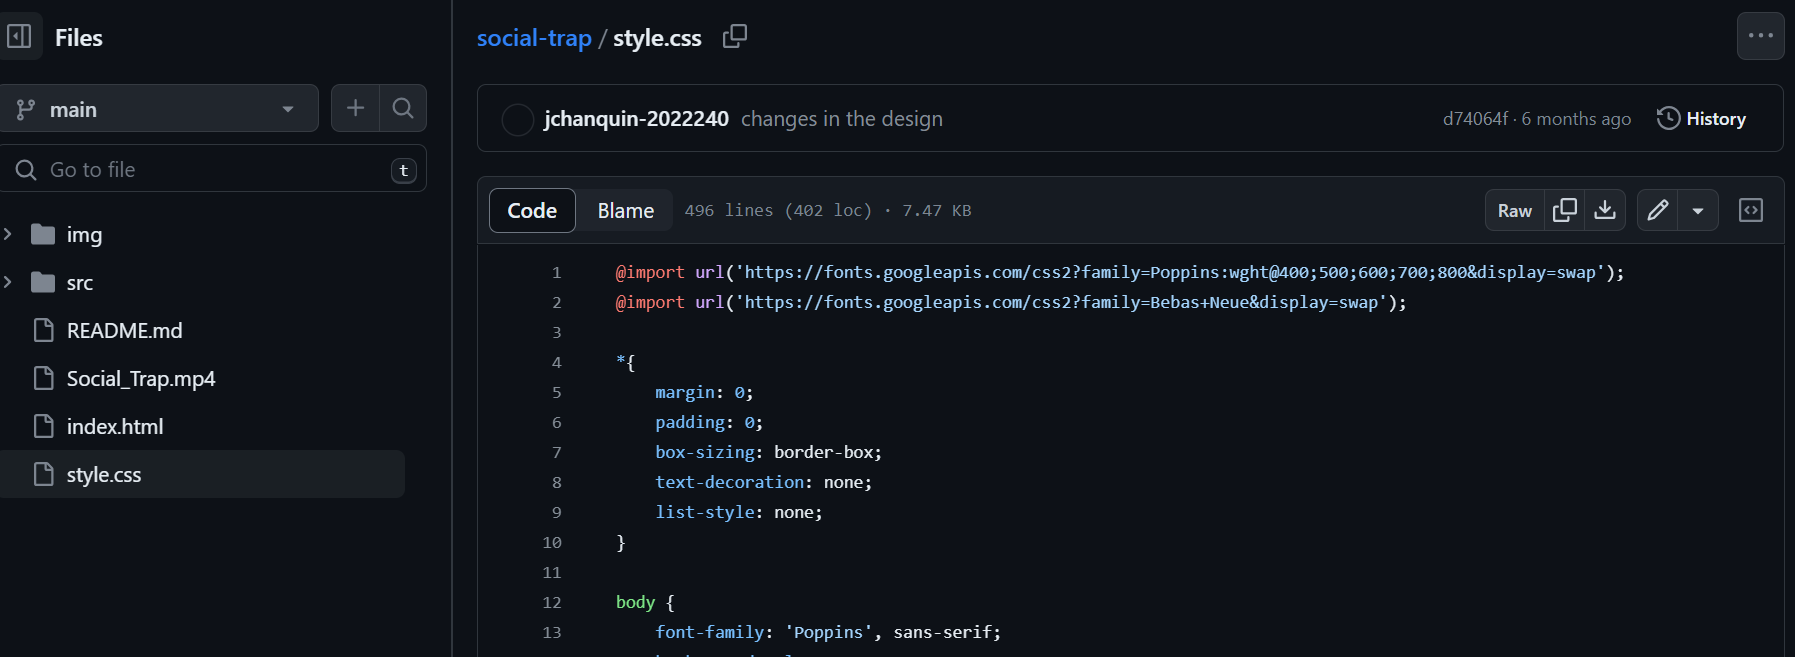 Files
main
Go to file
t
img
src
README.md
Social_Trap.mp4
index.html
style.css
social-trap / style.css
jchanquin-2022240 changes in the design
d74064f · 6 months ago
History
Code
Blame
496 lines (402 loc) · 7.47 KB
Raw
1 @import url('https://fonts.googleapis.com/css2?family=Poppins:wght@400;500;600;700;800&display=swap');
2 @import url('https://fonts.googleapis.com/css2?family=Bebas+Neue&display=swap');
3
4 *{
5 margin: 0;
6 padding: 0;
7 box-sizing: border-box;
8 text-decoration: none;
9 list-style: none;
10 }
11
12 body {
13 font-family: 'Poppins', sans-serif;